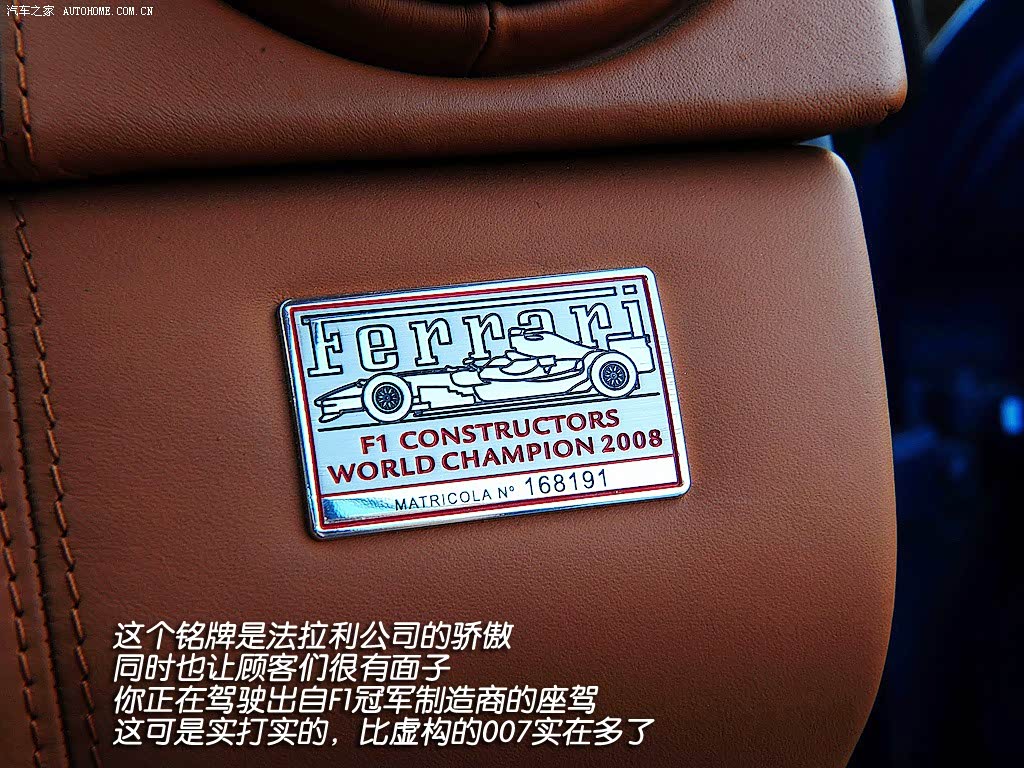 汽车之家 AUTOHOME.COM.CN
Ferrari
F1 CONSTRUCTORS
WORLD CHAMPION 2008
MATRICOLA Nº 168191
这个铭牌是法拉利公司的骄傲
同时也让顾客们很有面子
你正在驾驶出自F1冠军制造商的座驾
这可是实打实的，比虚构的007实在多了